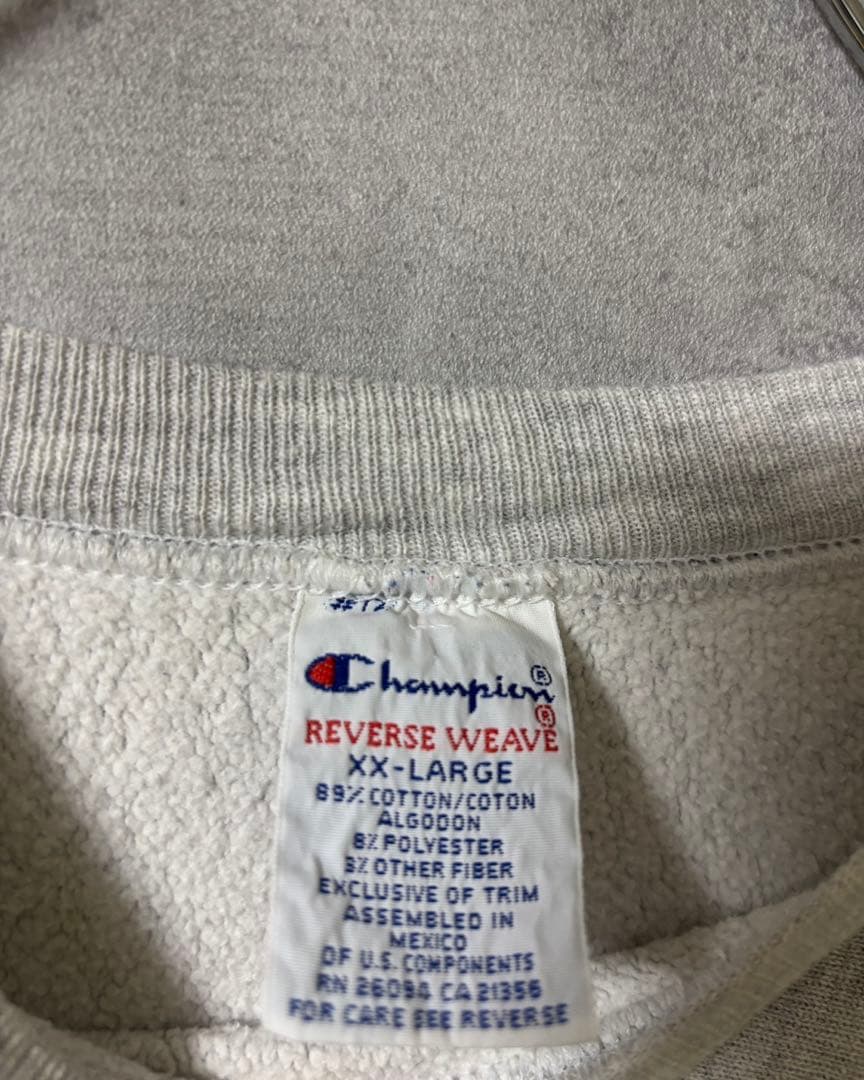 Champion®
REVERSE WEAVE®
XX-LARGE
89% COTTON/COTON
ALGODON
8% POLYESTER
3% OTHER FIBER
EXCLUSIVE OF TRIM
ASSEMBLED IN
MEXICO
OF U.S. COMPONENTS
RN 26094 CA 21356
FOR CARE SEE REVERSE